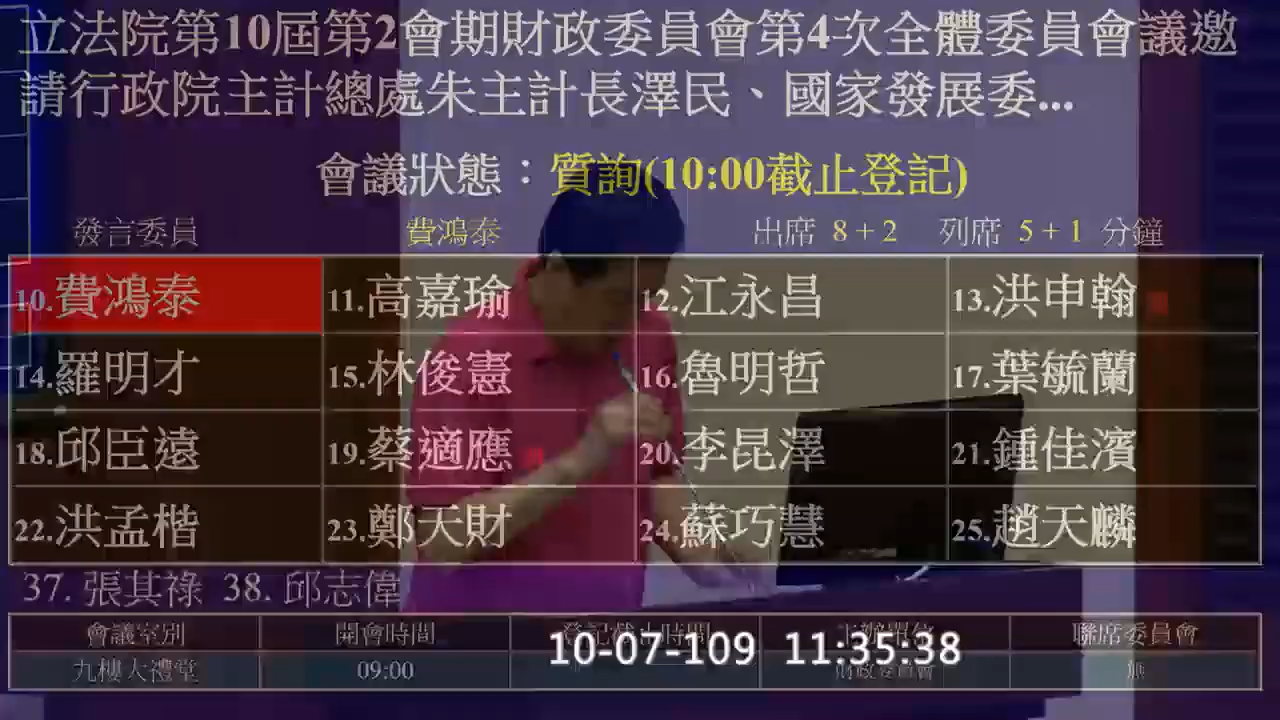 立法院第10屆第2會期財政委員會第4次全體委員會議邀
請行政院主計總處朱主計長澤民、國家發展委...
會議狀態：質詢(10:00截止登記)
發言委員 費鴻泰 出席 8 + 2 列席 5 + 1 分鐘
10.費鴻泰 11.高嘉瑜 12.江永昌 13.洪申翰
14.羅明才 15.林俊憲 16.魯明哲 17.葉毓蘭
18.邱臣遠 19.蔡適應 20.李昆澤 21.鍾佳濱
22.洪孟楷 23.鄭天財 24.蘇巧慧 25.趙天麟
37. 張其祿 38. 邱志偉
會議室別 開會時間 聯席委員會
九樓大禮堂 09:00 財政委員會 無
10-07-109 11:35:38